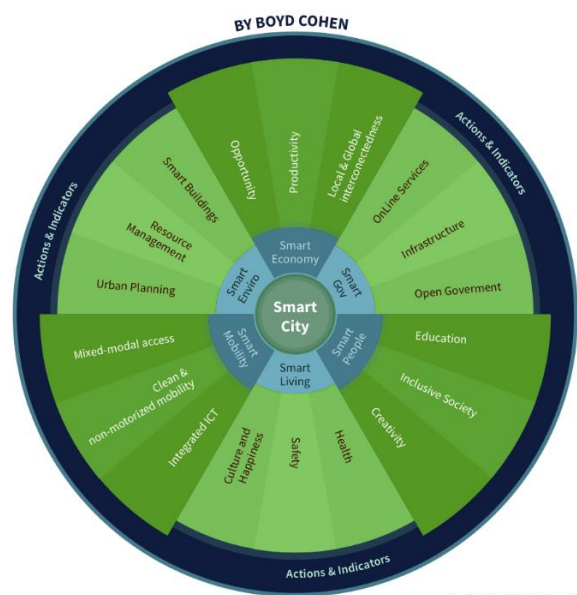 BY BOYD COHEN
Actions & Indicators
Actions & Indicators
Actions & Indicators
Opportunity
Productivity
Local & Global
interconectedness
OnLine Services
Infrastructure
Open Goverment
Education
Inclusive Society
Creativity
Health
Safety
Culture and
Happiness
Integrated ICT
Clean &
non-motorized mobility
Mixed-modal access
Urban Planning
Resource
Management
Smart Buildings
Smart
Economy
Smart
Gov
Smart
People
Smart
Living
Smart
Mobility
Smart
Enviro
Smart
City